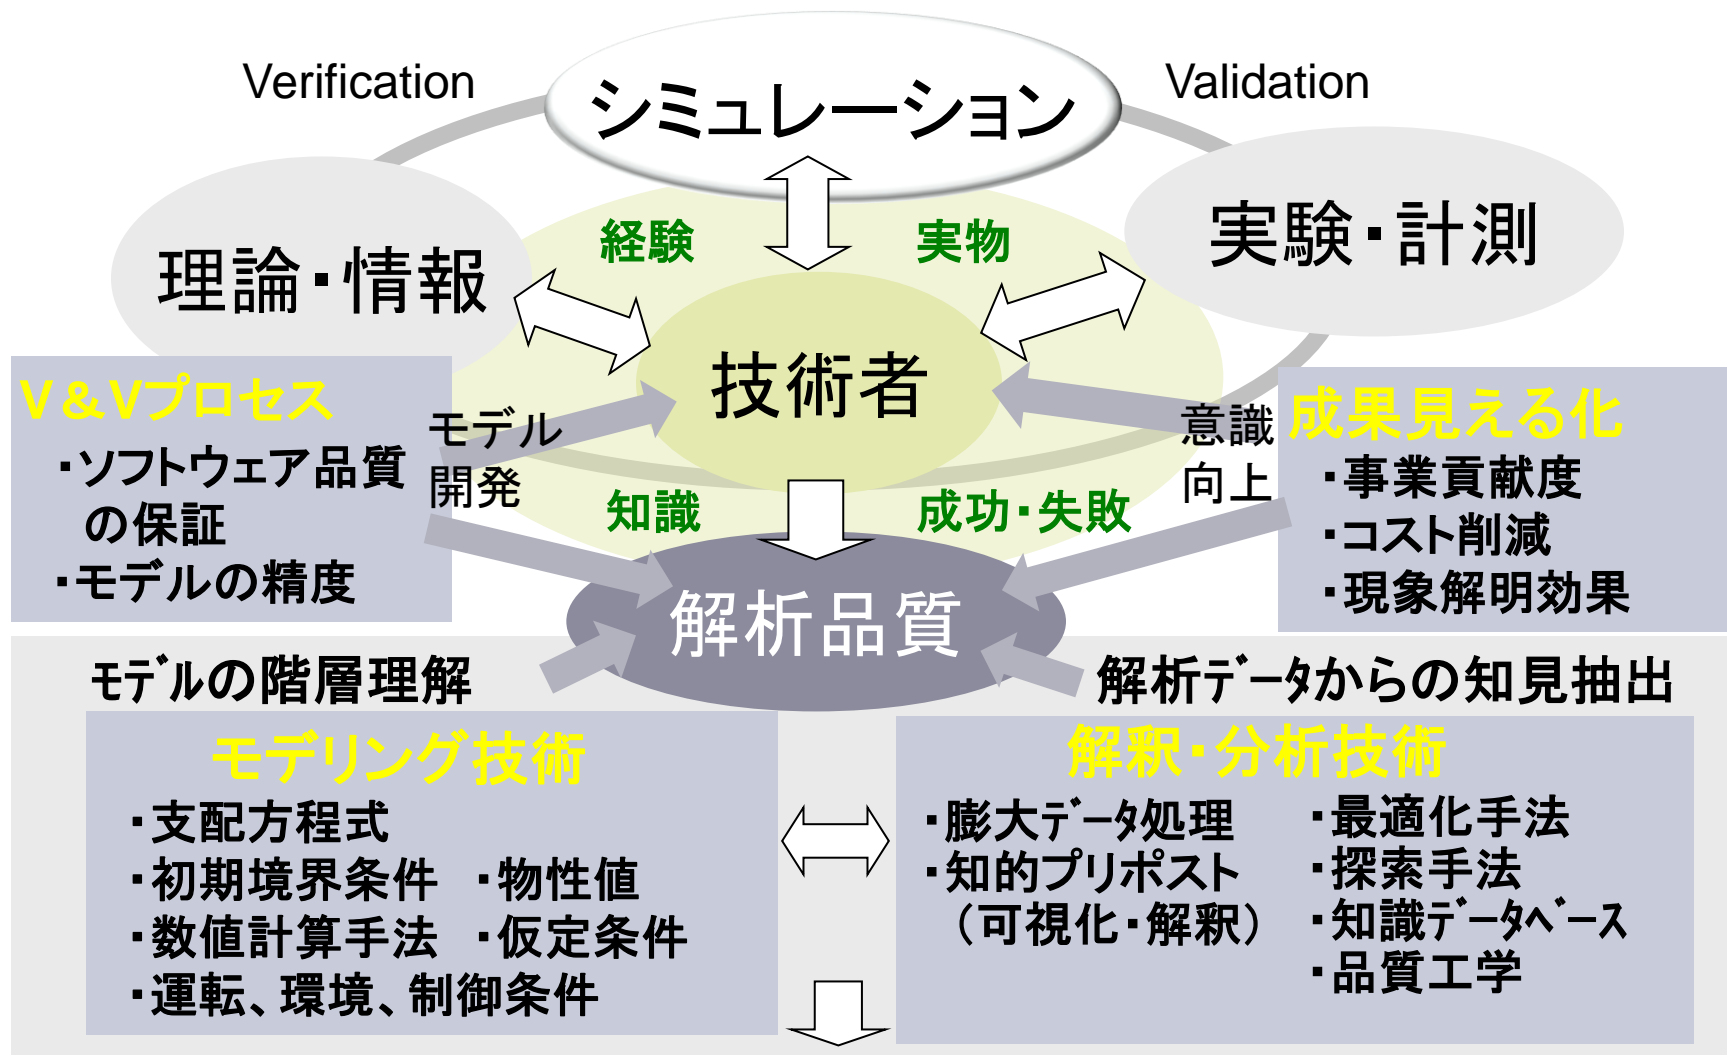 Verification
シミュレーション
Validation
理論・情報
経験
実物
実験・計測
技術者
V＆Vプロセス
・ソフトウェア品質
の保証
・モデルの精度
モデル
開発
知識
成功・失敗
意識
向上
成果見える化
・事業貢献度
・コスト削減
・現象解明効果
解析品質
ﾓﾃﾞﾙの階層理解
解析ﾃﾞｰﾀからの知見抽出
モデリング技術
・支配方程式
・初期境界条件　・物性値
・数値計算手法　・仮定条件
・運転、環境、制御条件
解釈・分析技術
・膨大ﾃﾞｰﾀ処理
・知的プリポスト
（可視化・解釈）
・最適化手法
・探索手法
・知識ﾃﾞｰﾀﾍﾞｰｽ
・品質工学